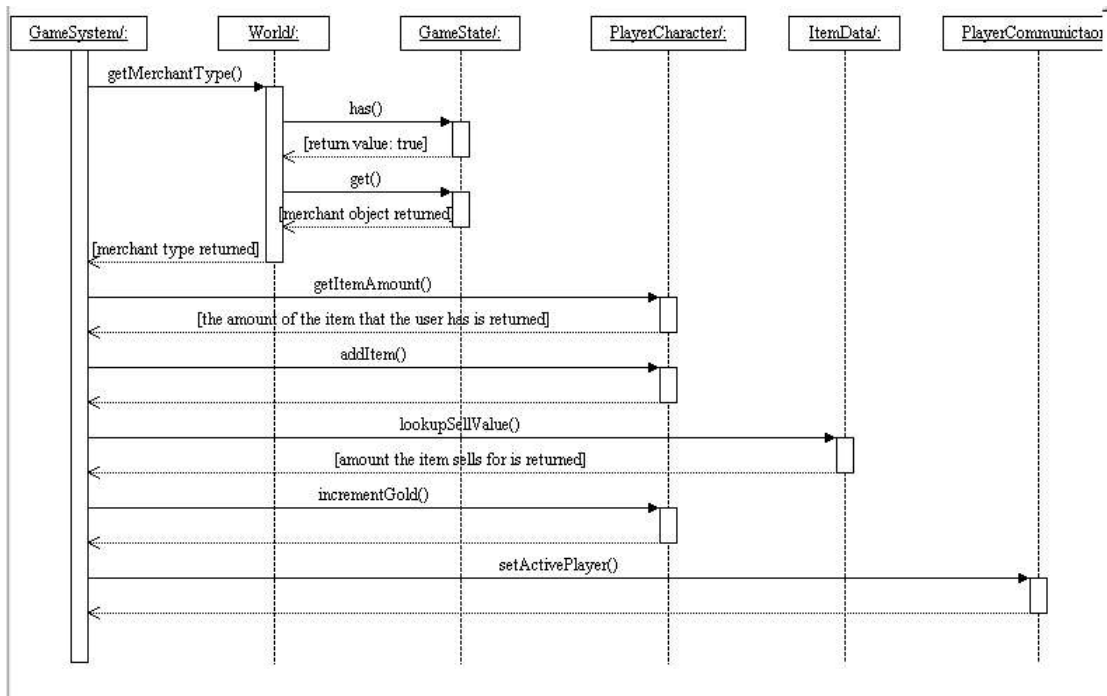 GameSystem/:
World/:
GameState/:
PlayerCharacter/:
ItemData/:
PlayerCommunictaon
getMerchantType()
has()
[return value: true]
get()
[merchant object returned]
[merchant type returned]
getItemAmount()
[the amount of the item that the user has is returned]
addItem()
lookupSellValue()
[amount the item sells for is returned]
incrementGold()
setActivePlayer()